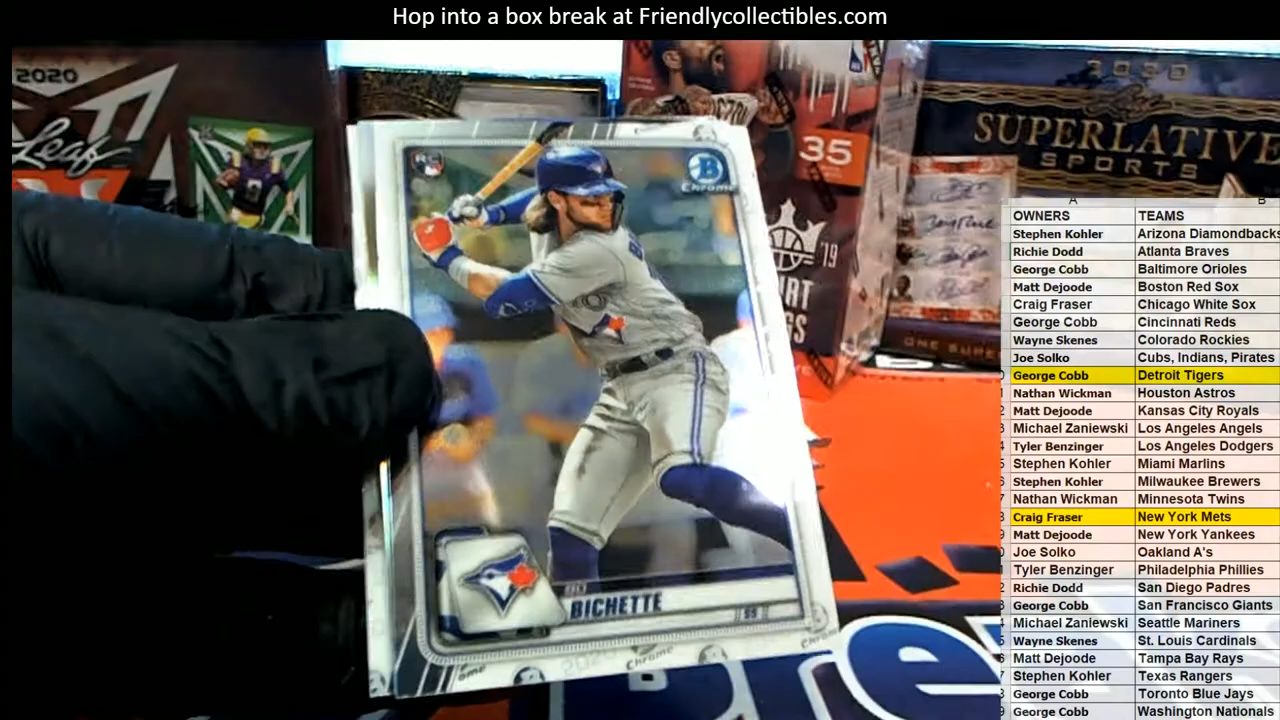 Hop into a box break at Friendlycollectibles.com
2020
Leaf
35
'19
2020
Leaf
SUPERLATIVE
SPORTS
RC
B
Chrome
BICHETTE
SS
Chrome
A B
OWNERS TEAMS
Stephen Kohler Arizona Diamondbacks
Richie Dodd Atlanta Braves
George Cobb Baltimore Orioles
Matt Dejoode Boston Red Sox
Craig Fraser Chicago White Sox
George Cobb Cincinnati Reds
Wayne Skenes Colorado Rockies
Joe Solko Cubs, Indians, Pirates
George Cobb Detroit Tigers
Nathan Wickman Houston Astros
Matt Dejoode Kansas City Royals
Michael Zaniewski Los Angeles Angels
Tyler Benzinger Los Angeles Dodgers
Stephen Kohler Miami Marlins
Stephen Kohler Milwaukee Brewers
Nathan Wickman Minnesota Twins
Craig Fraser New York Mets
Matt Dejoode New York Yankees
Joe Solko Oakland A's
Tyler Benzinger Philadelphia Phillies
Richie Dodd San Diego Padres
George Cobb San Francisco Giants
Michael Zaniewski Seattle Mariners
Wayne Skenes St. Louis Cardinals
Matt Dejoode Tampa Bay Rays
Stephen Kohler Texas Rangers
George Cobb Toronto Blue Jays
George Cobb Washington Nationals